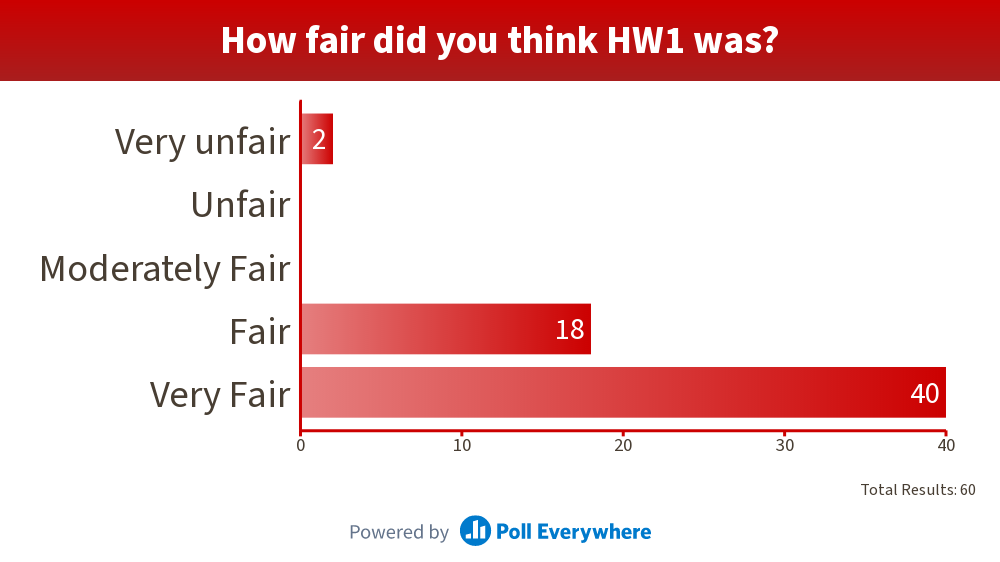 How fair did you think HW1 was?
Very unfair 2
Unfair
Moderately Fair
Fair 18
Very Fair 40
0 10 20 30 40
Total Results: 60
Powered by Poll Everywhere